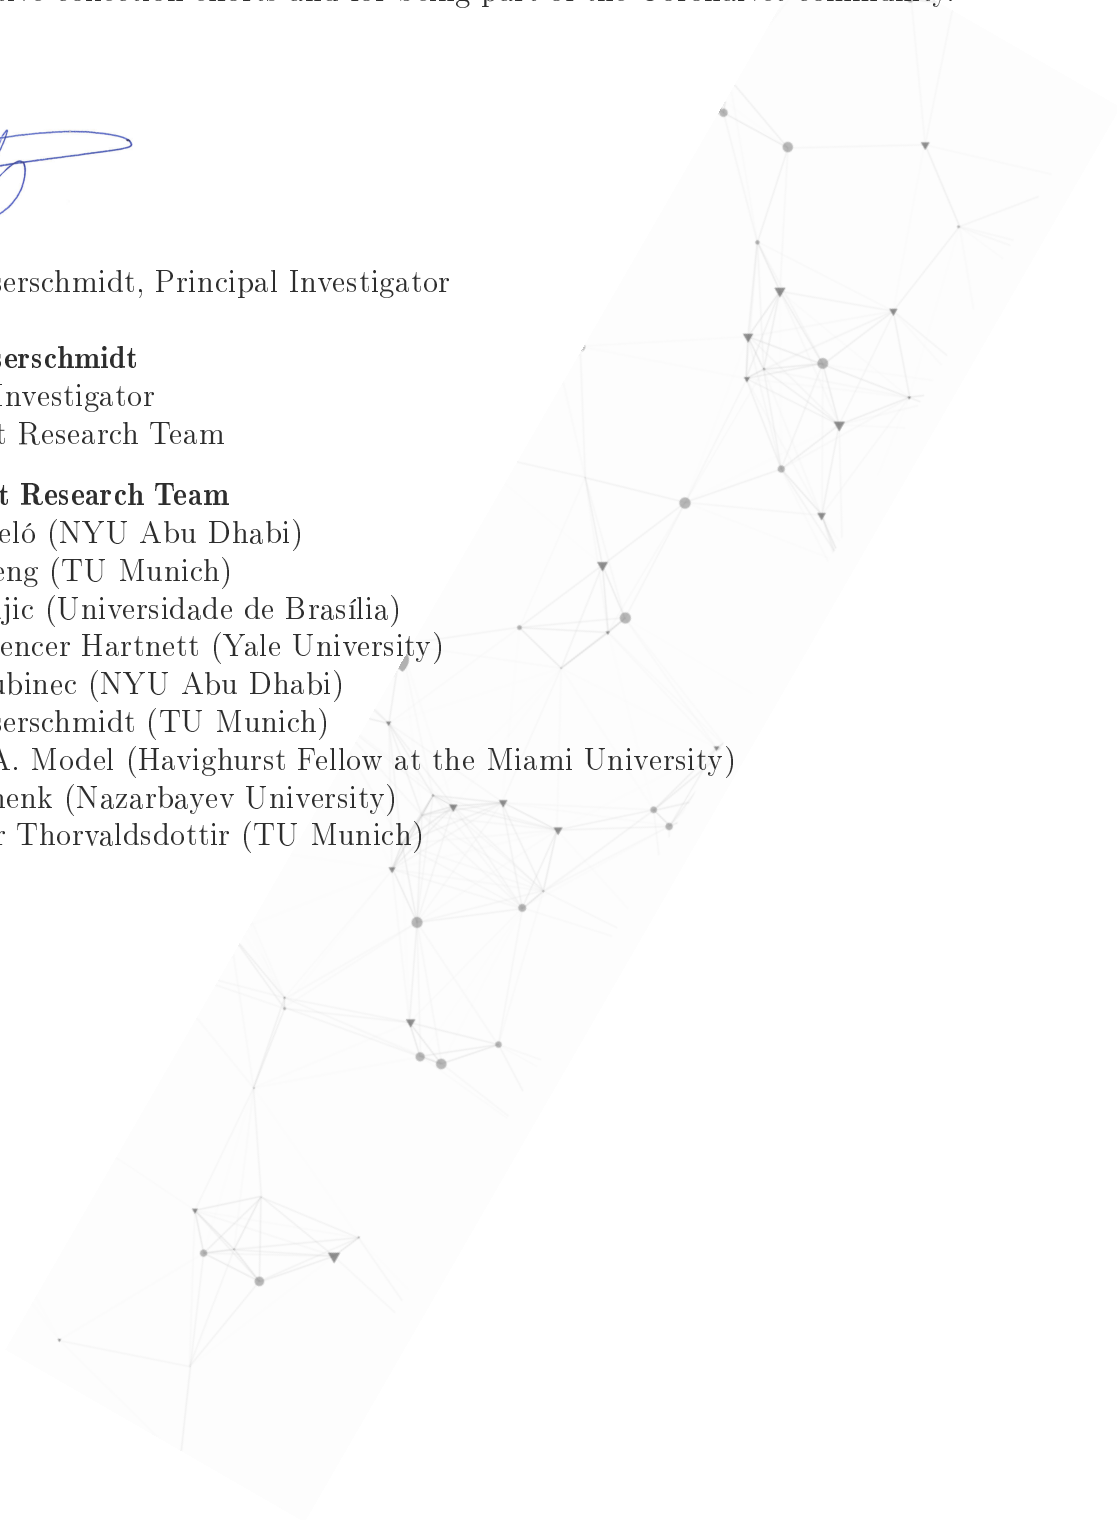 serschmidt, Principal Investigator
serschmidt
Investigator
t Research Team
t Research Team
eló (NYU Abu Dhabi)
eng (TU Munich)
jic (Universidade de Brasília)
encer Hartnett (Yale University)
ubinec (NYU Abu Dhabi)
serschmidt (TU Munich)
A. Model (Havighurst Fellow at the Miami University)
henk (Nazarbayev University)
r Thorvaldsdottir (TU Munich)